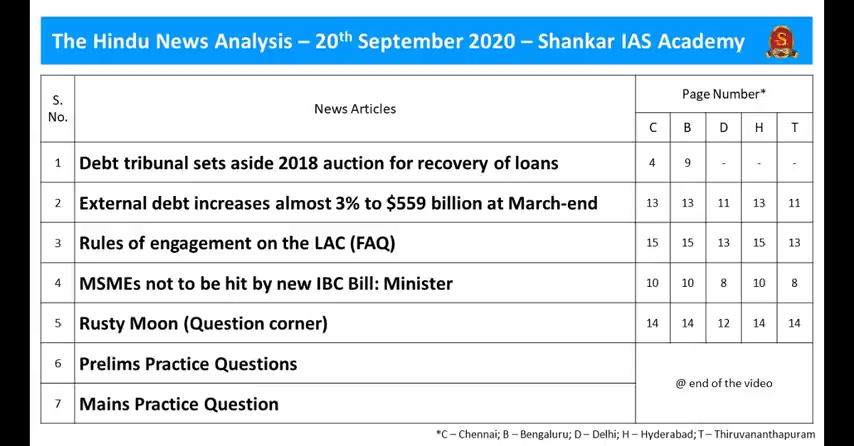 The Hindu News Analysis – 20th September 2020 – Shankar IAS Academy
S. No. News Articles Page Number*
C B D H T
1 Debt tribunal sets aside 2018 auction for recovery of loans 4 9 - - -
2 External debt increases almost 3% to $559 billion at March-end 13 13 11 13 11
3 Rules of engagement on the LAC (FAQ) 15 15 13 15 13
4 MSMEs not to be hit by new IBC Bill: Minister 10 10 8 10 8
5 Rusty Moon (Question corner) 14 14 12 14 14
6 Prelims Practice Questions
@ end of the video
7 Mains Practice Question
*C – Chennai; B – Bengaluru; D – Delhi; H – Hyderabad; T – Thiruvananthapuram